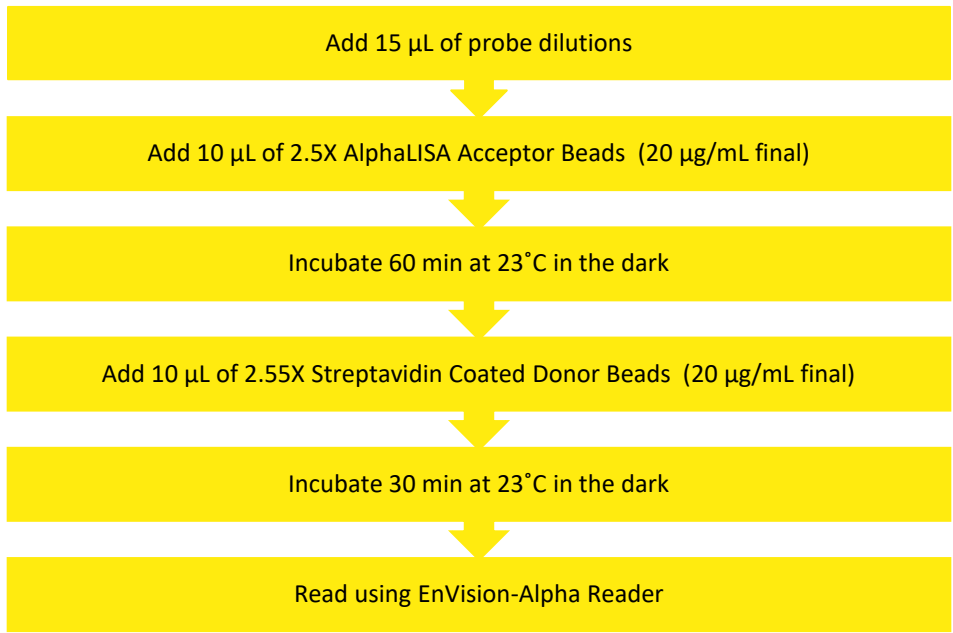 Add 15 µL of probe dilutions
Add 10 µL of 2.5X AlphaLISA Acceptor Beads  (20 µg/mL final)
Incubate 60 min at 23˚C in the dark
Add 10 µL of 2.55X Streptavidin Coated Donor Beads  (20 µg/mL final)
Incubate 30 min at 23˚C in the dark
Read using EnVision-Alpha Reader